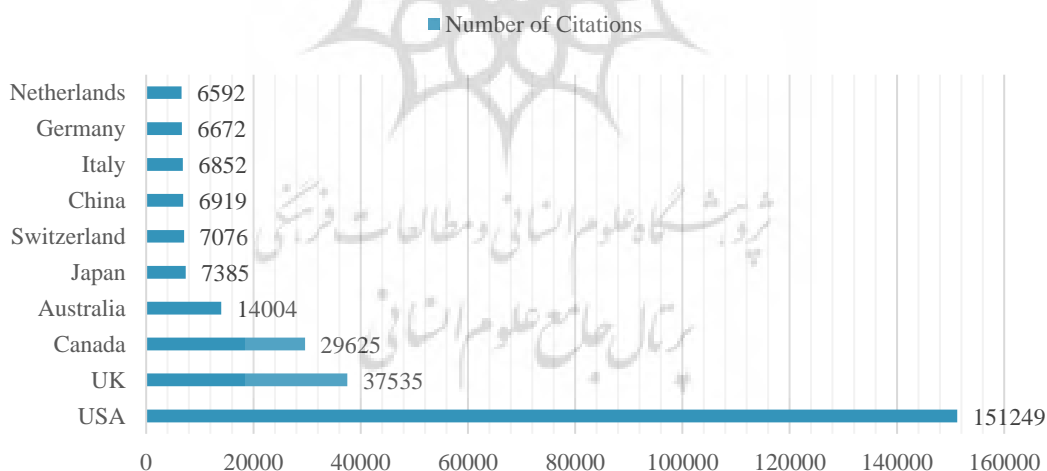 Number of Citations
Netherlands 6592
Germany 6672
Italy 6852
China 6919
Switzerland 7076
Japan 7385
Australia 14004
Canada 29625
UK 37535
USA 151249
0 20000 40000 60000 80000 100000 120000 140000 160000
پژوهشگاه علوم انسانی و مطالعات فرهنگی
پرتال جامع علوم انسانی